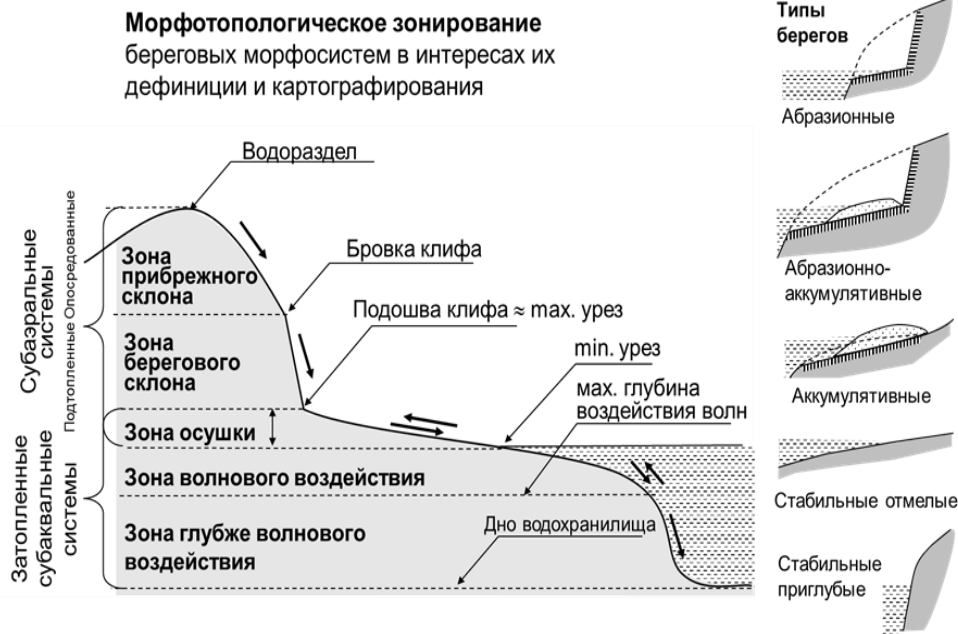 Морфотопологическое зонирование
береговых морфосистем в интересах их
дефиниции и картографирования
Водораздел
Бровка клифа
Подошва клифа ≈ max. урез
min. урез
max. глубина
воздействия волн
Дно водохранилища
Зона
прибрежного
склона
Зона
берегового
склона
Зона осушки
Зона волнового воздействия
Зона глубже волнового
воздействия
Субаэральные
системы
Подтопленные Опосредованные
Затопленные
субаквальные
системы
Типы
берегов
Абразионные
Абразионно-
аккумулятивные
Аккумулятивные
Стабильные отмелые
Стабильные
приглубые